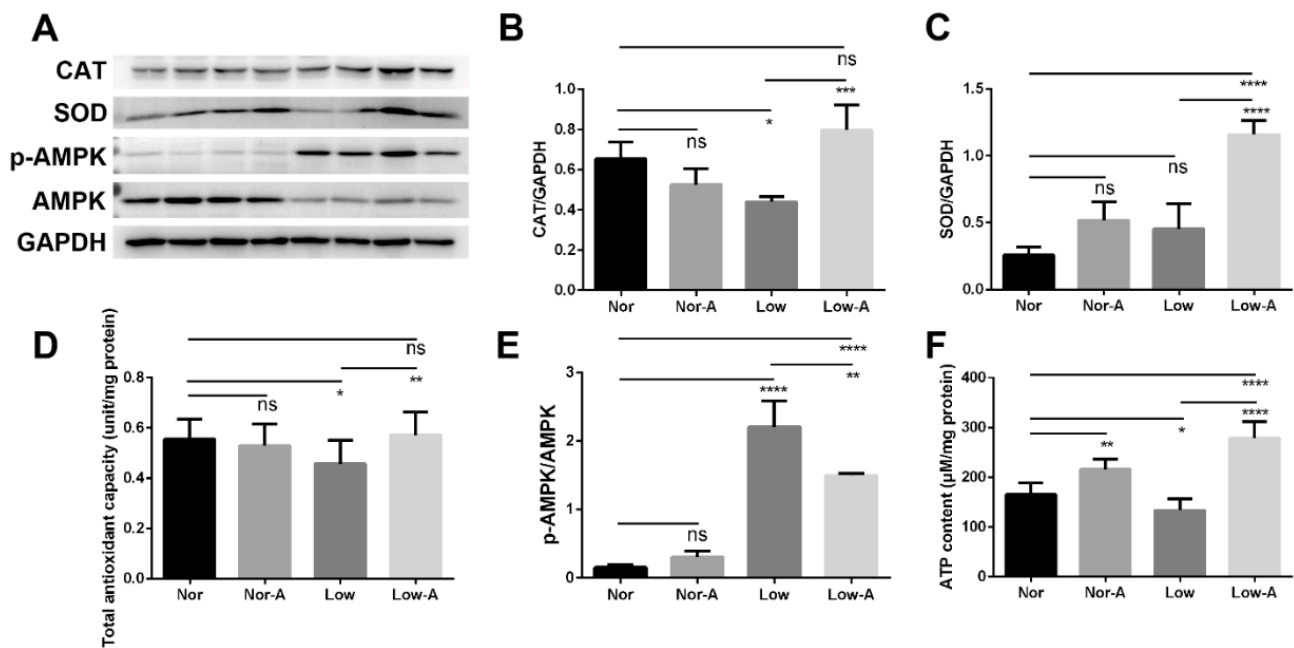 A
CAT
SOD
p-AMPK
AMPK
GAPDH
B
CAT/GAPDH
1.0
0.8
0.6
0.4
0.2
0.0
ns
*
ns
***
Nor Nor-A Low Low-A
C
SOD/GAPDH
1.5
1.0
0.5
0.0
ns
ns
****
****
Nor Nor-A Low Low-A
D
Total antioxidant capacity (unit/mg protein)
0.8
0.6
0.4
0.2
0.0
ns
*
ns
**
Nor Nor-A Low Low-A
E
p-AMPK/AMPK
3
2
1
0
ns
****
****
**
Nor Nor-A Low Low-A
F
ATP content (µM/mg protein)
400
300
200
100
0
**
*
****
****
Nor Nor-A Low Low-A